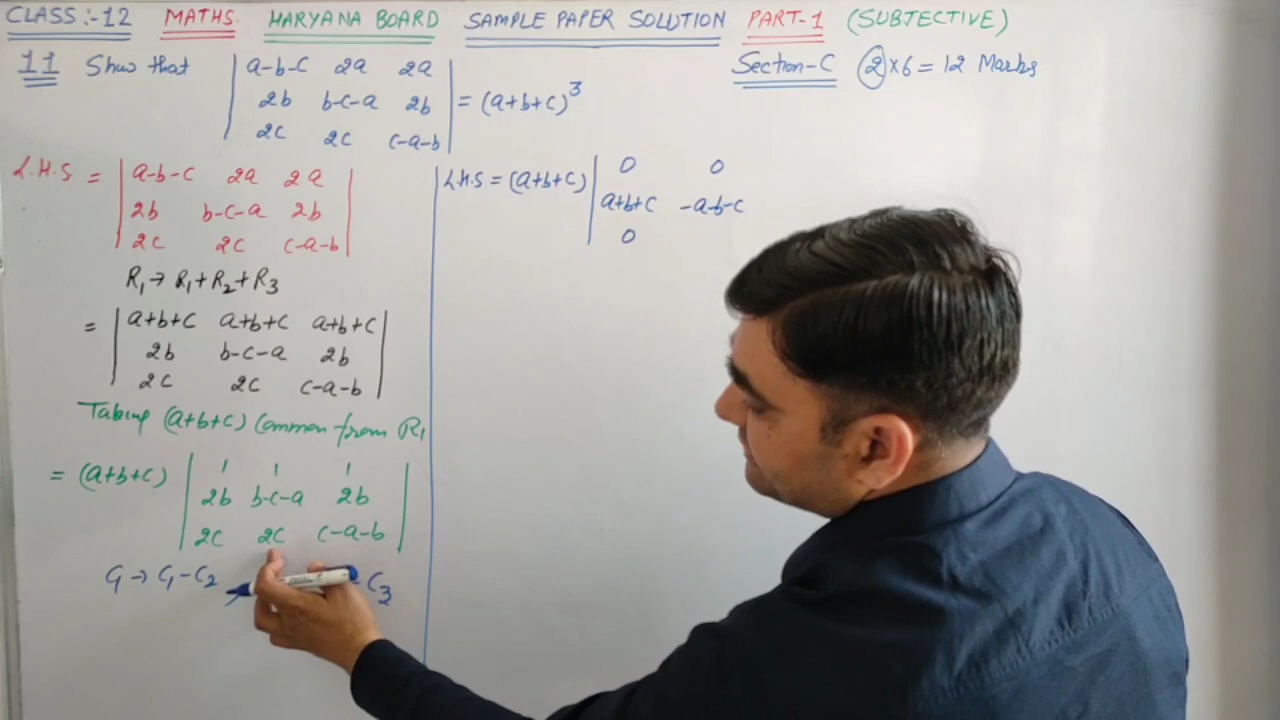 CLASS:-12 MATHS. HARYANA BOARD SAMPLE PAPER SOLUTION PART-1 (SUBJECTIVE)
11 Show that
Section-C (2)×6=12 Marks
| a-b-c 2a 2a |
| 2b b-c-a 2b | = (a+b+c)³
| 2c 2c c-a-b |
L.H.S = | a-b-c 2a 2a |
| 2b b-c-a 2b |
| 2c 2c c-a-b |
R₁→ R₁+R₂+R₃
= | a+b+c a+b+c a+b+c |
| 2b b-c-a 2b |
| 2c 2c c-a-b |
Taking (a+b+c) Common from R₁
= (a+b+c) | 1 1 1 |
| 2b b-c-a 2b |
| 2c 2c c-a-b |
C₁→C₁-C₂ -C₃
L.H.S = (a+b+c) | 0 0
a+b+c -a-b-c
0